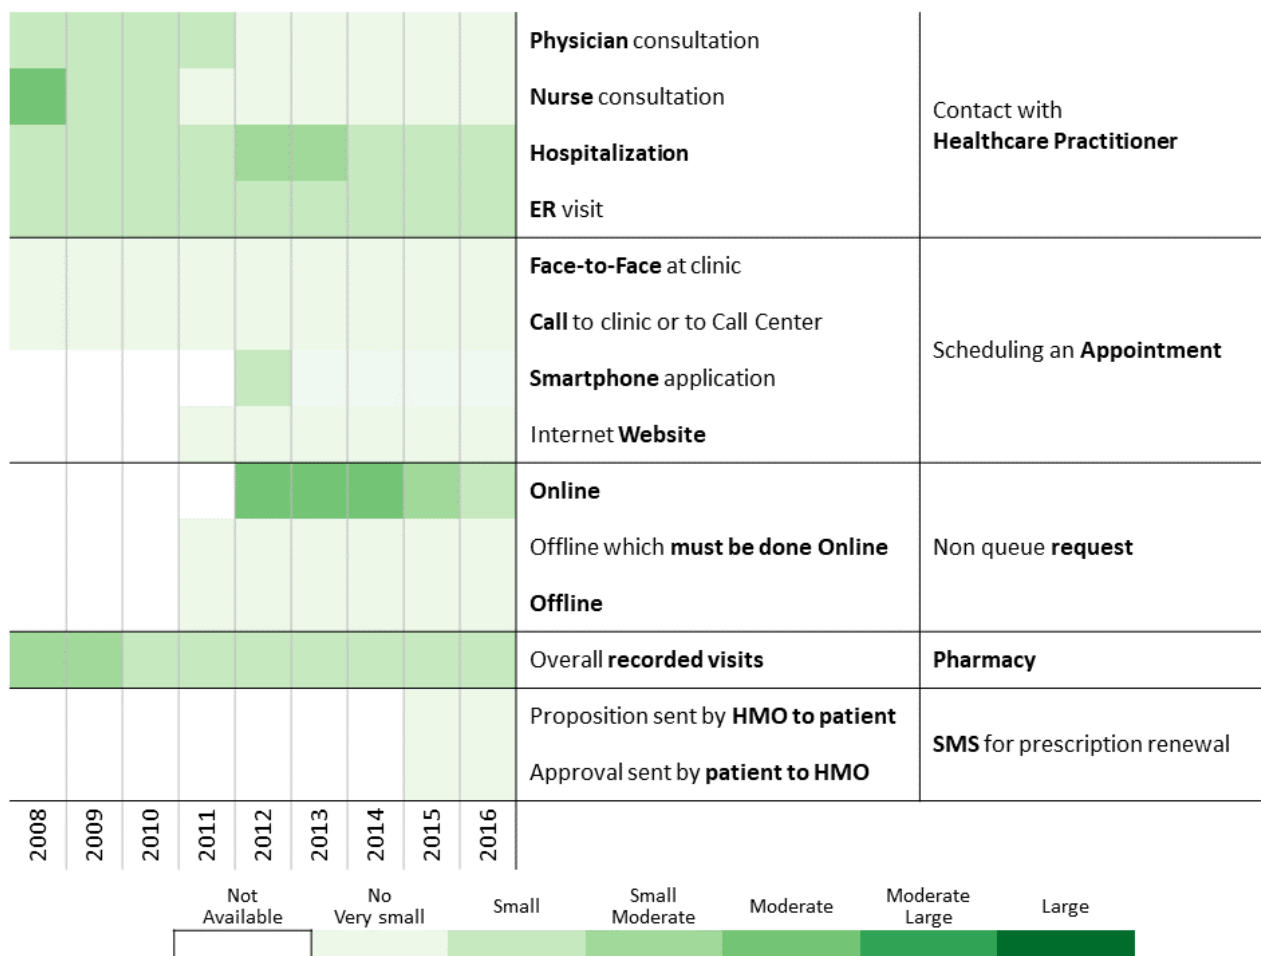 Physician consultation
Nurse consultation
Hospitalization
ER visit
Contact with
Healthcare Practitioner
Face-to-Face at clinic
Call to clinic or to Call Center
Smartphone application
Internet Website
Scheduling an Appointment
Online
Offline which must be done Online
Offline
Non queue request
Overall recorded visits
Pharmacy
Proposition sent by HMO to patient
Approval sent by patient to HMO
SMS for prescription renewal
2008
2009
2010
2011
2012
2013
2014
2015
2016
Not
Available
No
Very small
Small
Small
Moderate
Moderate
Moderate
Large
Large